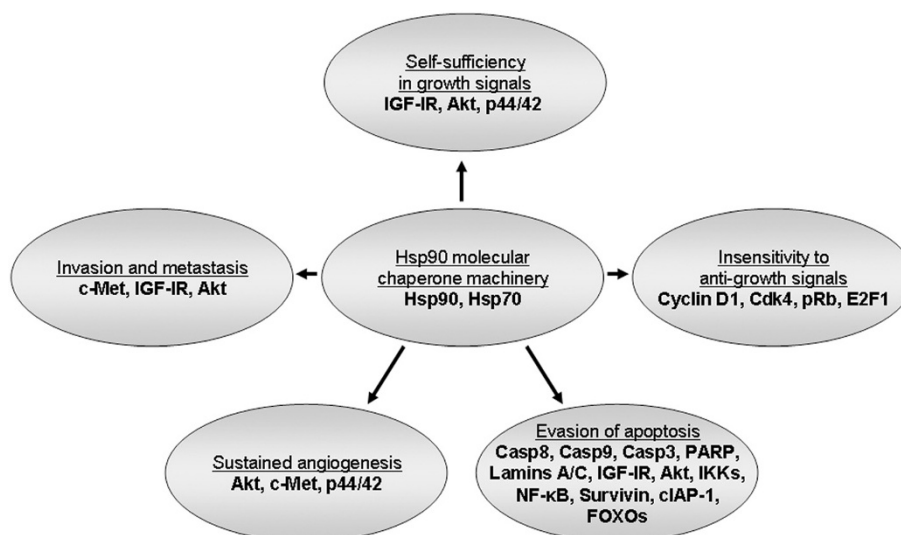 Self-sufficiency
in growth signals
IGF-IR, Akt, p44/42
Invasion and metastasis
c-Met, IGF-IR, Akt
Hsp90 molecular
chaperone machinery
Hsp90, Hsp70
Insensitivity to
anti-growth signals
Cyclin D1, Cdk4, pRb, E2F1
Sustained angiogenesis
Akt, c-Met, p44/42
Evasion of apoptosis
Casp8, Casp9, Casp3, PARP,
Lamins A/C, IGF-IR, Akt, IKKs,
NF-κB, Survivin, cIAP-1,
FOXOs